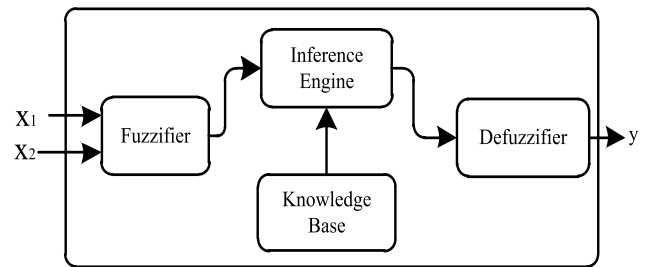 Inference
Engine
X1
Fuzzifier
X2
Defuzzifier
y
Knowledge
Base